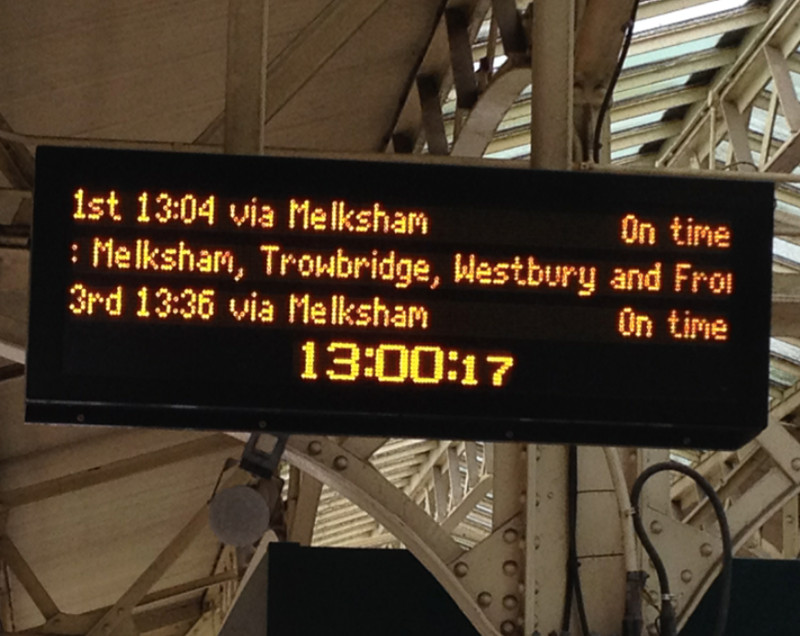 1st 13:04 via Melksham On time
: Melksham, Trowbridge, Westbury and Fro
3rd 13:36 via Melksham On time
13:00:17